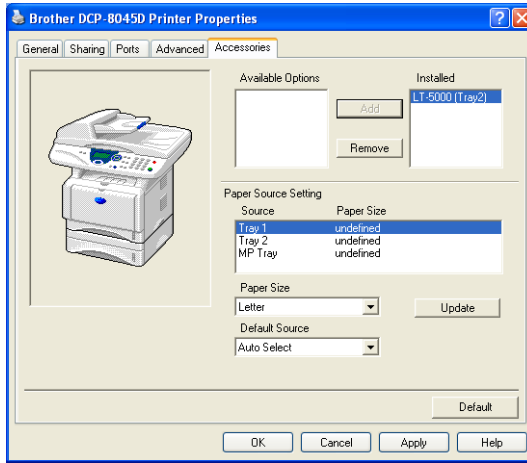 Brother DCP-8045D Printer Properties
General Sharing Ports Advanced Accessories
Available Options Installed
LT-5000 (Tray2)
Add
Remove
Paper Source Setting
Source Paper Size
Tray 1 undefined
Tray 2 undefined
MP Tray undefined
Paper Size
Letter Update
Default Source
Auto Select
Default
OK Cancel Apply Help